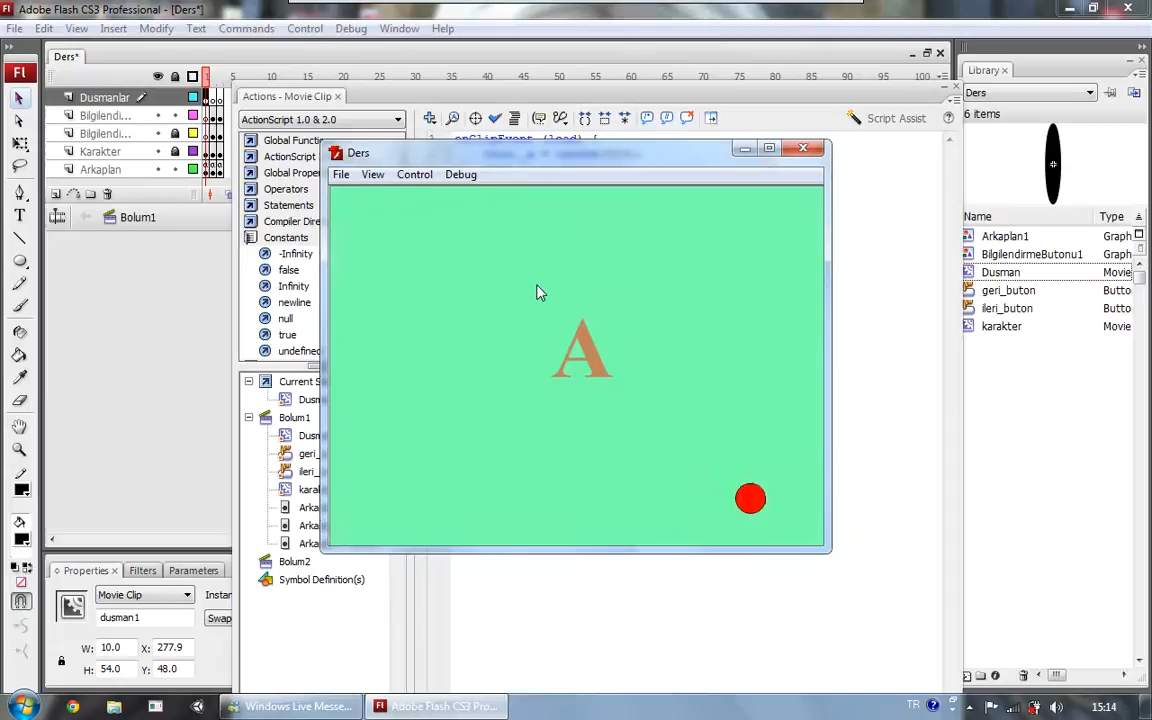 Adobe Flash CS3 Professional - [Ders*]
File Edit View Insert Modify Text Commands Control Debug Window Help
Ders*
5 20 25 30 35 40 45 50 55 60 65 70 75 80 85 90 95 100
Dusmanlar
Bilgilendi...
Bilgilendi...
Karakter
Arkaplan
Bolum1
Actions - Movie Clip
ActionScript 1.0 & 2.0
Script Assist
Global Functi
ActionScript
Global Prope
Operators
Statements
Compiler Dire
Constants
-Infinity
false
Infinity
newline
null
true
undefined
Current S
Dusm
Bolum1
Dusm
geri_
ileri_
karak
Arka
Arka
Arka
Bolum2
Symbol Definition(s)
onClipEvent (load) {
Ders
File View Control Debug
A
Library
Ders
6 items
Name Type
Arkaplan1 Graph
BilgilendirmeButonu1 Graph
Dusman Movie
geri_buton Butto
ileri_buton Butto
karakter Movie
Properties Filters Parameters
Movie Clip Instan
dusman1 Swap
W: 10.0 X: 277.9
H: 54.0 Y: 48.0
Windows Live Messe...
Adobe Flash CS3 Pro...
TR
15:14